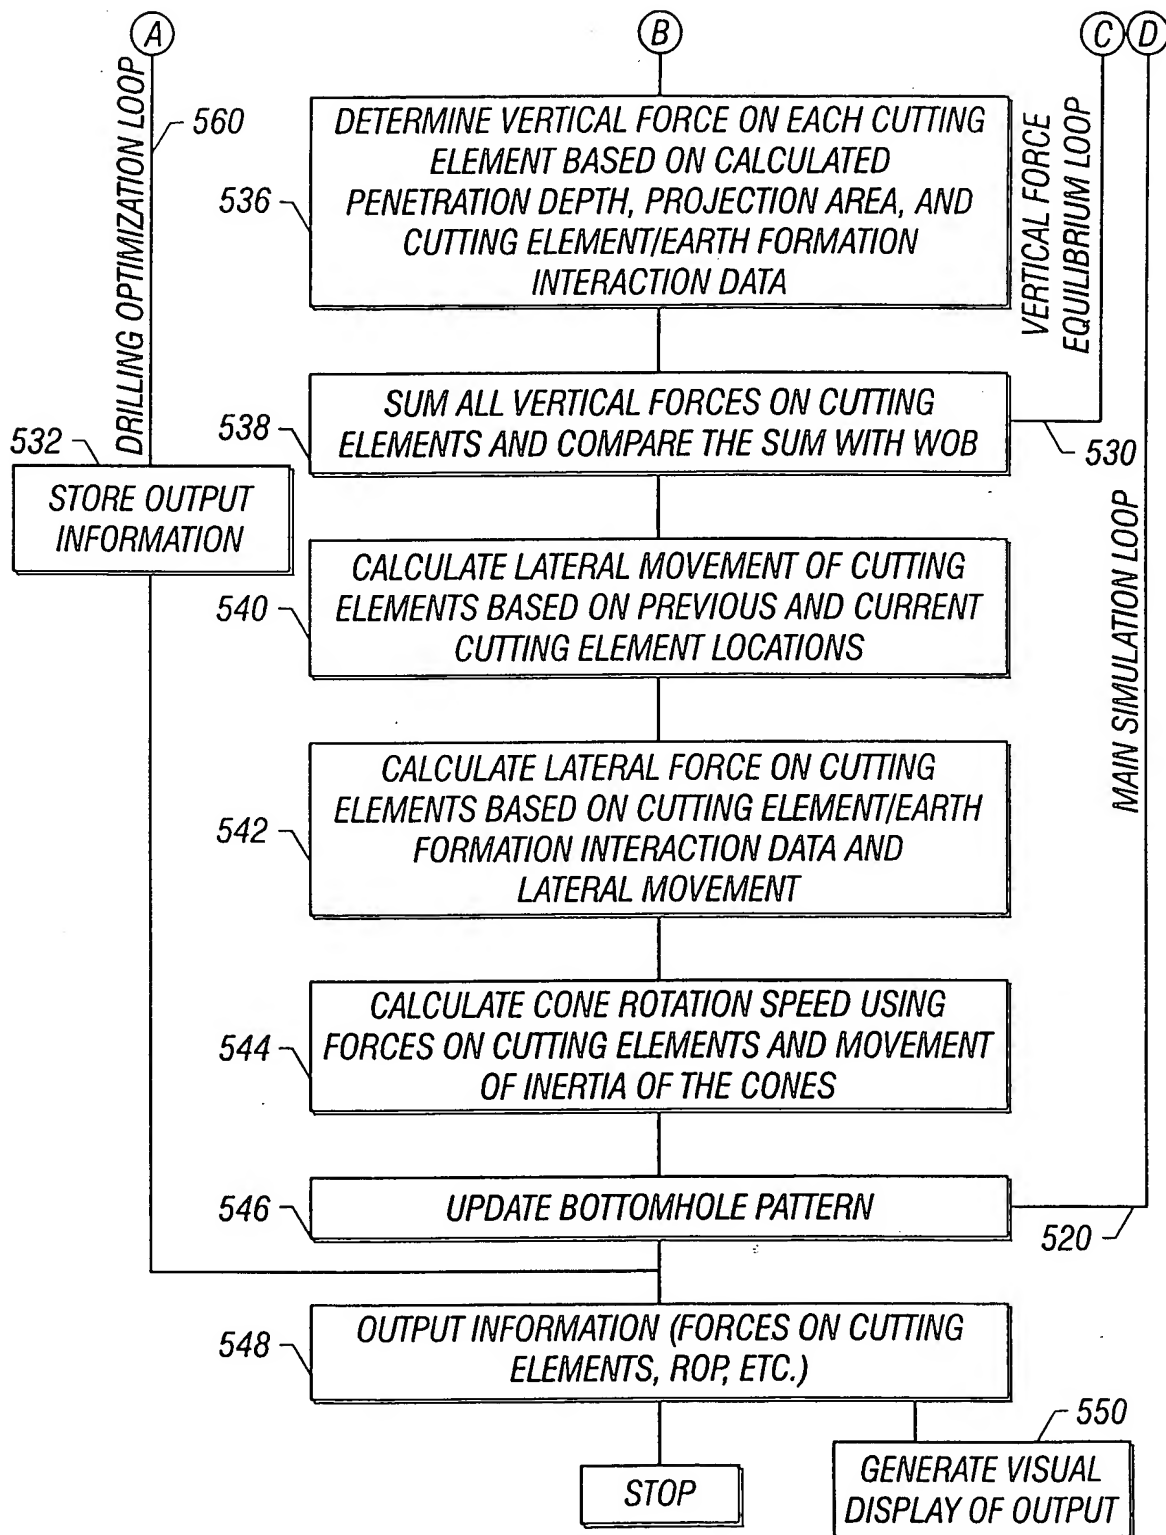 A
B
C D
DRILLING OPTIMIZATION LOOP
560
DETERMINE VERTICAL FORCE ON EACH CUTTING
ELEMENT BASED ON CALCULATED
PENETRATION DEPTH, PROJECTION AREA, AND
CUTTING ELEMENT/EARTH FORMATION
INTERACTION DATA
536
VERTICAL FORCE
EQUILIBRIUM LOOP
SUM ALL VERTICAL FORCES ON CUTTING
ELEMENTS AND COMPARE THE SUM WITH WOB
538
530
532
STORE OUTPUT
INFORMATION
MAIN SIMULATION LOOP
CALCULATE LATERAL MOVEMENT OF CUTTING
ELEMENTS BASED ON PREVIOUS AND CURRENT
CUTTING ELEMENT LOCATIONS
540
CALCULATE LATERAL FORCE ON CUTTING
ELEMENTS BASED ON CUTTING ELEMENT/EARTH
FORMATION INTERACTION DATA AND
LATERAL MOVEMENT
542
CALCULATE CONE ROTATION SPEED USING
FORCES ON CUTTING ELEMENTS AND MOVEMENT
OF INERTIA OF THE CONES
544
UPDATE BOTTOMHOLE PATTERN
546
520
OUTPUT INFORMATION (FORCES ON CUTTING
ELEMENTS, ROP, ETC.)
548
550
STOP
GENERATE VISUAL
DISPLAY OF OUTPUT